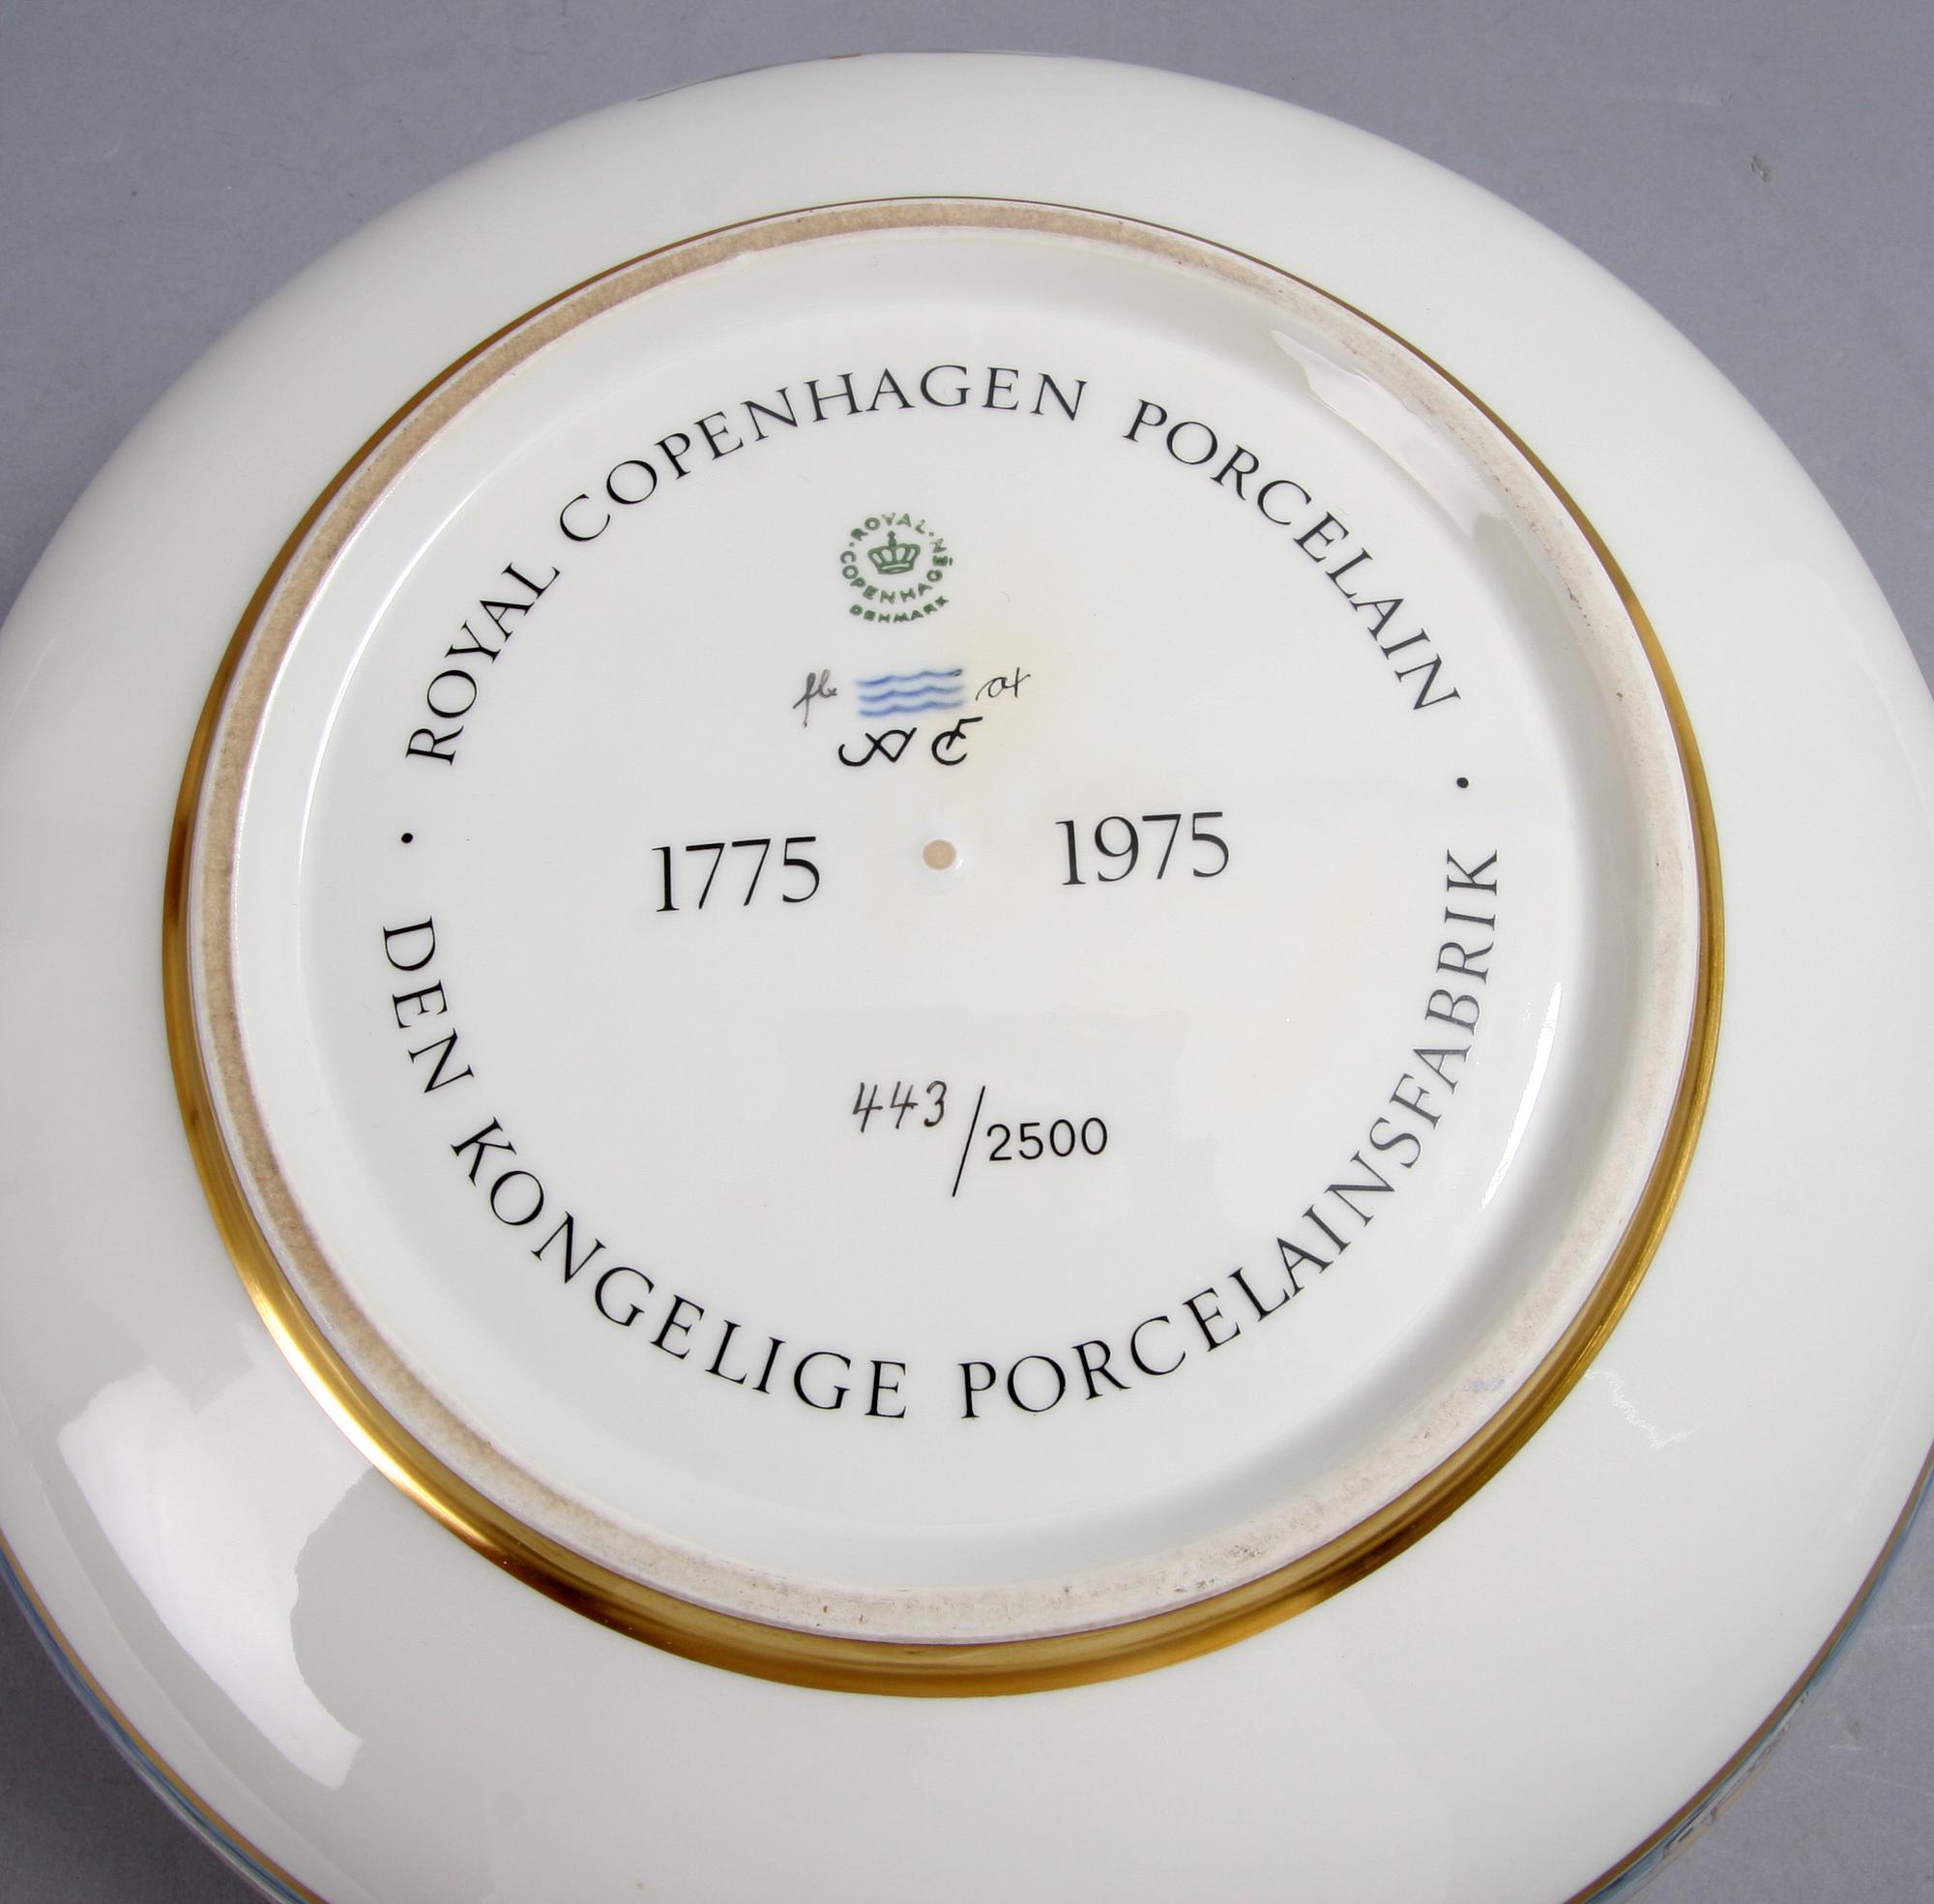 · ROYAL COPENHAGEN PORCELAIN ·
·ROYAL·
COPENHAGEN
DENMARK
1775 1975
443/2500
DEN KONGELIGE PORCELAINSFABRIK